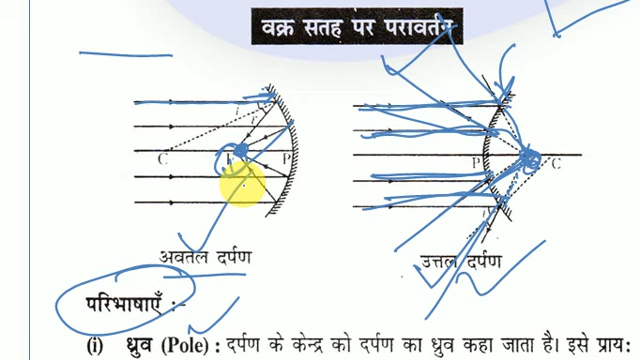 वक्र सतह पर परावर्तन
i
r
C
F
P
P
C
i
अवतल दर्पण
उत्तल दर्पण
परिभाषाएँ :-
(i) ध्रुव (Pole) : दर्पण के केन्द्र को दर्पण का ध्रुव कहा जाता है। इसे प्राय: